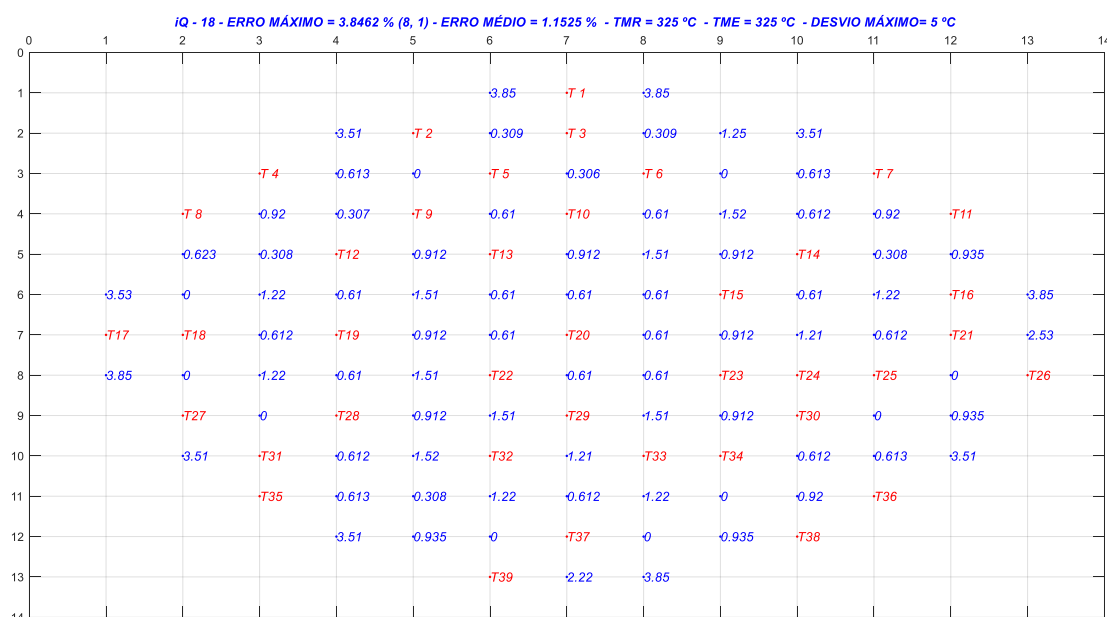 iQ - 18 - ERRO MÁXIMO = 3.8462 % (8, 1) - ERRO MÉDIO = 1.1525 % - TMR = 325 ºC - TME = 325 ºC - DESVIO MÁXIMO= 5 ºC
0 1 2 3 4 5 6 7 8 9 10 11 12 13 14
0
1 3.85 T 1 3.85
2 3.51 T 2 0.309 T 3 0.309 1.25 3.51
3 T 4 0.613 0 T 5 0.306 T 6 0 0.613 T 7
4 T 8 0.92 0.307 T 9 0.61 T10 0.61 1.52 0.612 0.92 T11
5 0.623 0.308 T12 0.912 T13 0.912 1.51 0.912 T14 0.308 0.935
6 3.53 0 1.22 0.61 1.51 0.61 0.61 0.61 T15 0.61 1.22 T16 3.85
7 T17 T18 0.612 T19 0.912 0.61 T20 0.61 0.912 1.21 0.612 T21 2.53
8 3.85 0 1.22 0.61 1.51 T22 0.61 0.61 T23 T24 T25 0 T26
9 T27 0 T28 0.912 1.51 T29 1.51 0.912 T30 0 0.935
10 3.51 T31 0.612 1.52 T32 1.21 T33 T34 0.612 0.613 3.51
11 T35 0.613 0.308 1.22 0.612 1.22 0 0.92 T36
12 3.51 0.935 0 T37 0 0.935 T38
13 T39 2.22 3.85
14